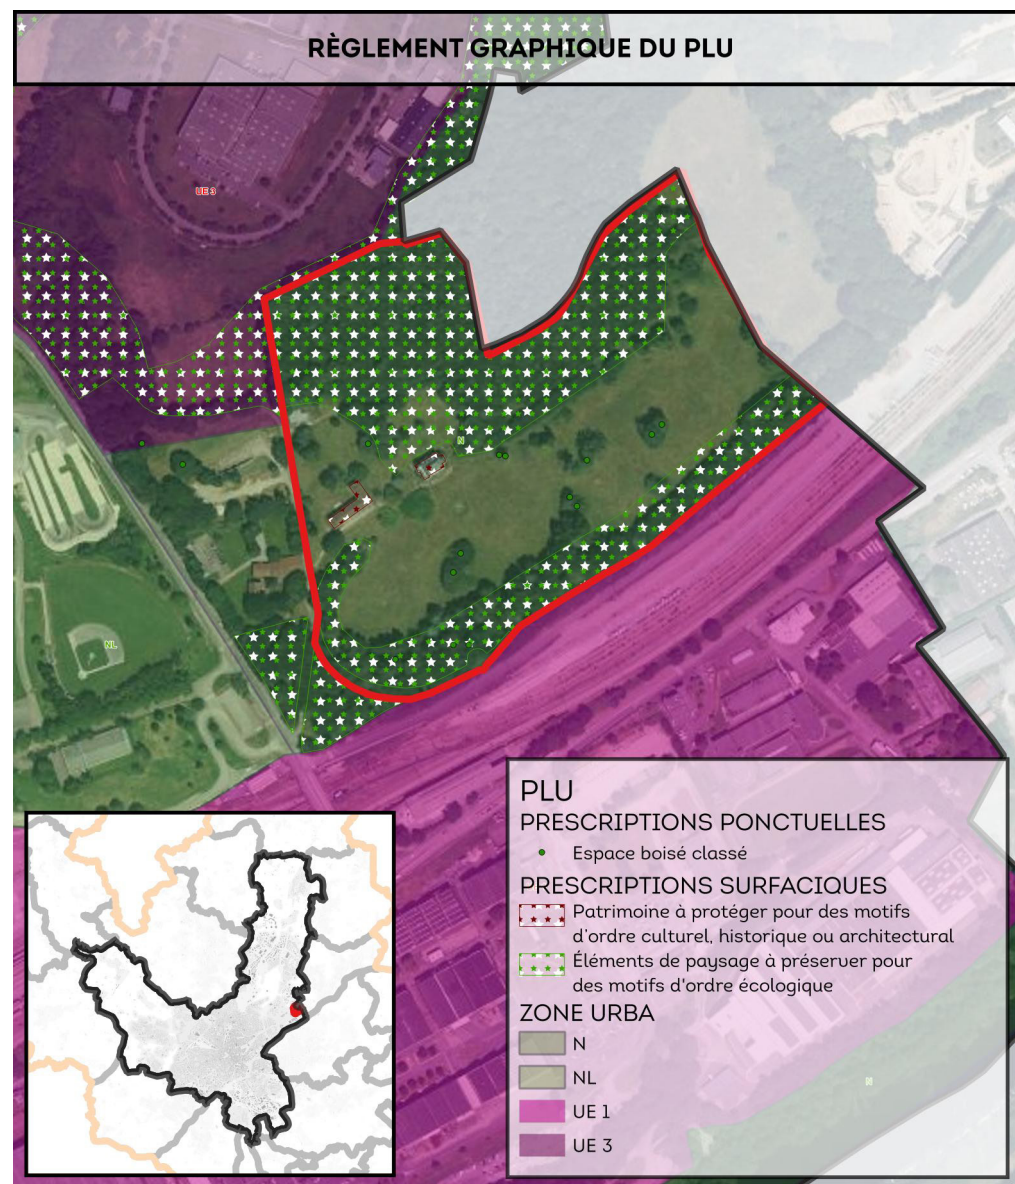 RÈGLEMENT GRAPHIQUE DU PLU
UE 3
N
NL
PLU
PRESCRIPTIONS PONCTUELLES
Espace boisé classé
PRESCRIPTIONS SURFACIQUES
Patrimoine à protéger pour des motifs
d'ordre culturel, historique ou architectural
Éléments de paysage à préserver pour
des motifs d'ordre écologique
ZONE URBA
N
NL
UE 1
UE 3
N